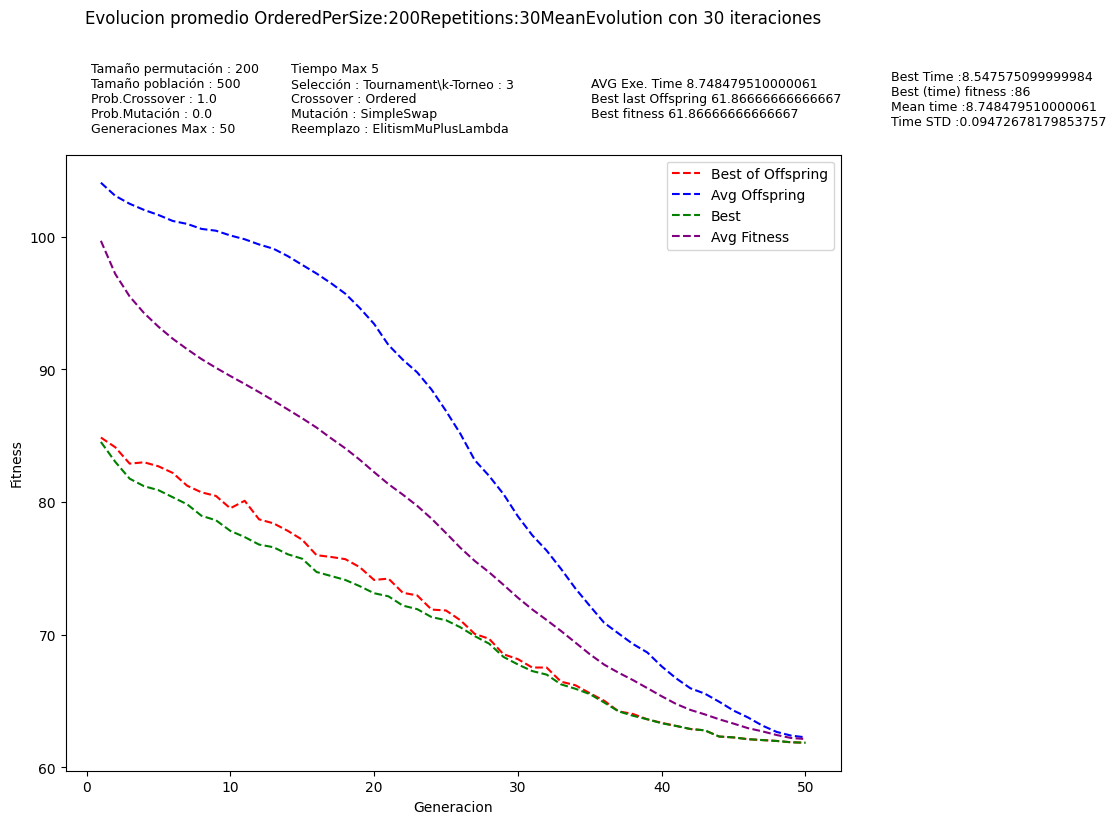 Evolucion promedio OrderedPerSize:200Repetitions:30MeanEvolution con 30 iteraciones
Tamaño permutación : 200
Tamaño población : 500
Prob.Crossover : 1.0
Prob.Mutación : 0.0
Generaciones Max : 50
Tiempo Max 5
Selección : Tournament\k-Torneo : 3
Crossover : Ordered
Mutación : SimpleSwap
Reemplazo : ElitismMuPlusLambda
AVG Exe. Time 8.748479510000061
Best last Offspring 61.86666666666667
Best fitness 61.86666666666667
Best Time :8.547575099999984
Best (time) fitness :86
Mean time :8.748479510000061
Time STD :0.09472678179853757
Best of Offspring
Avg Offspring
Best
Avg Fitness
Fitness
100
90
80
70
60
0
10
20
30
40
50
Generacion